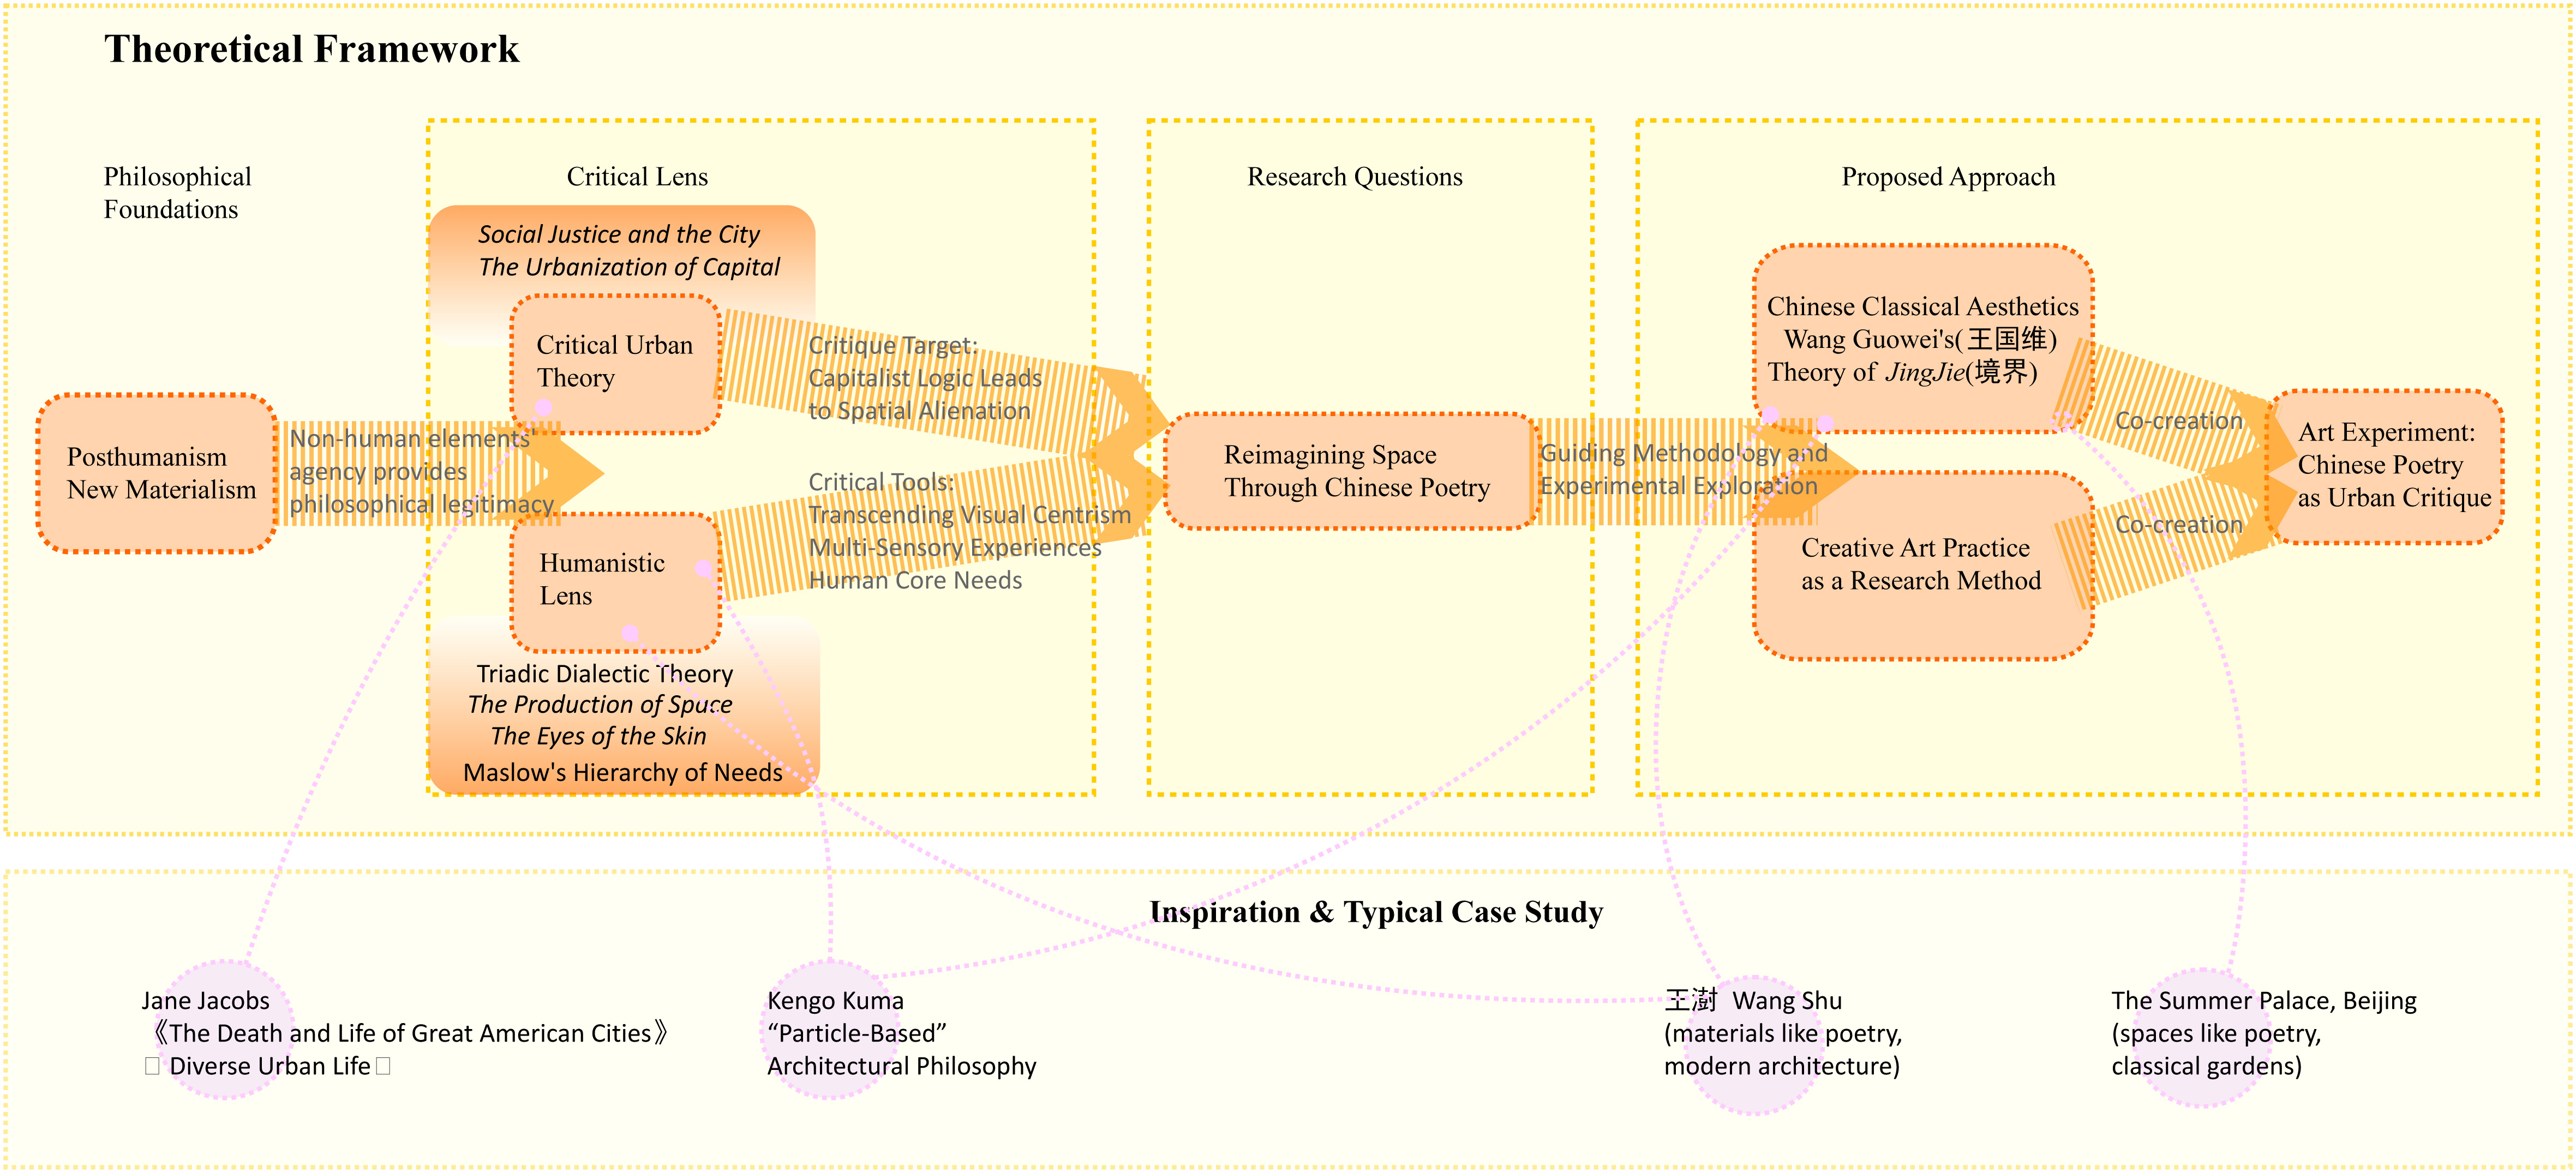 Theoretical Framework
Philosophical
Foundations
Critical Lens
Research Questions
Proposed Approach
Social Justice and the City
The Urbanization of Capital
Critical Urban
Theory
Critique Target:
Capitalist Logic Leads
to Spatial Alienation
Posthumanism
New Materialism
Non-human elements'
agency provides
philosophical legitimacy
Critical Tools:
Transcending Visual Centrism
Multi-Sensory Experiences
Human Core Needs
Humanistic
Lens
Triadic Dialectic Theory
The Production of Space
The Eyes of the Skin
Maslow's Hierarchy of Needs
Reimagining Space
Through Chinese Poetry
Guiding Methodology and
Experimental Exploration
Chinese Classical Aesthetics
Wang Guowei's(王国维)
Theory of JingJie(境界)
Creative Art Practice
as a Research Method
Co-creation
Co-creation
Art Experiment:
Chinese Poetry
as Urban Critique
Inspiration & Typical Case Study
Jane Jacobs
《The Death and Life of Great American Cities》
Diverse Urban Life
Kengo Kuma
“Particle-Based”
Architectural Philosophy
王澍 Wang Shu
(materials like poetry,
modern architecture)
The Summer Palace, Beijing
(spaces like poetry,
classical gardens)